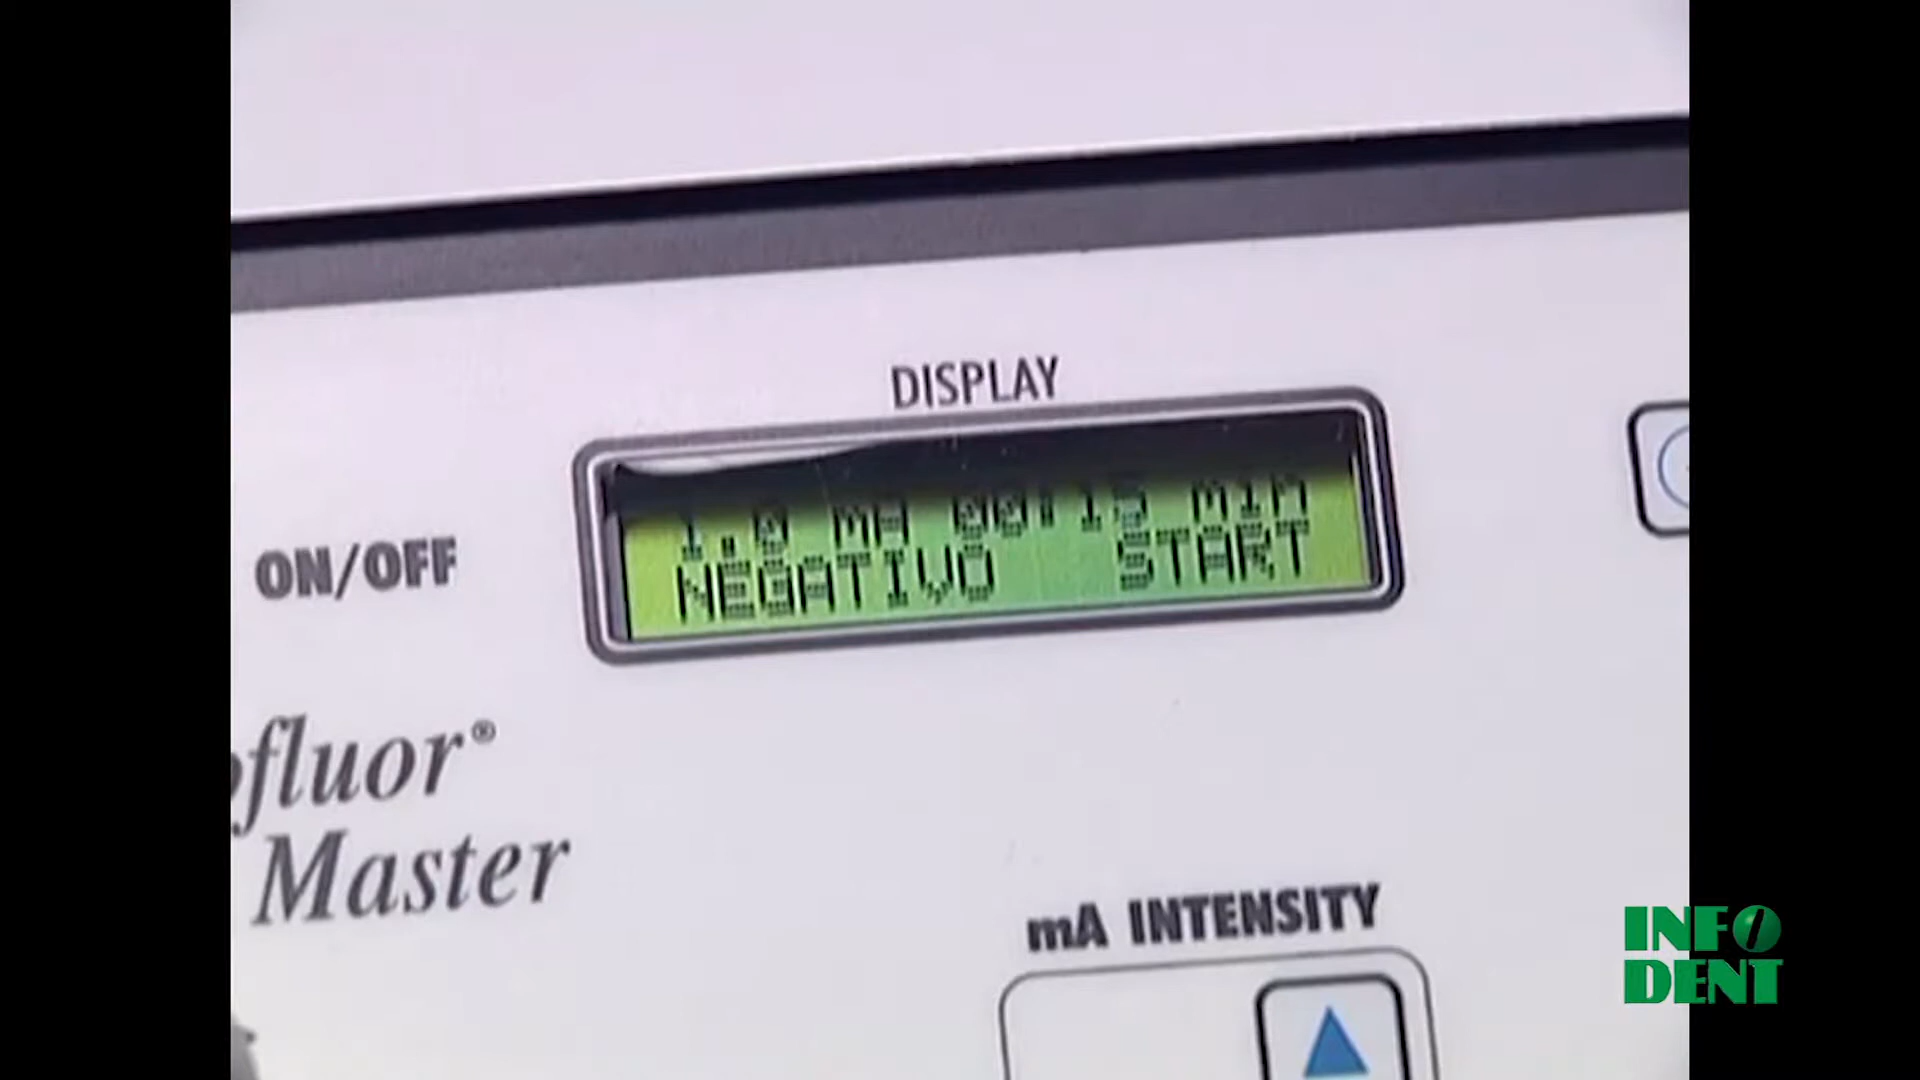 DISPLAY
1.0 MA 00:15 MIN
NEGATIVO START
ON/OFF
fluor®
Master
mA INTENSITY
INFO
DENT